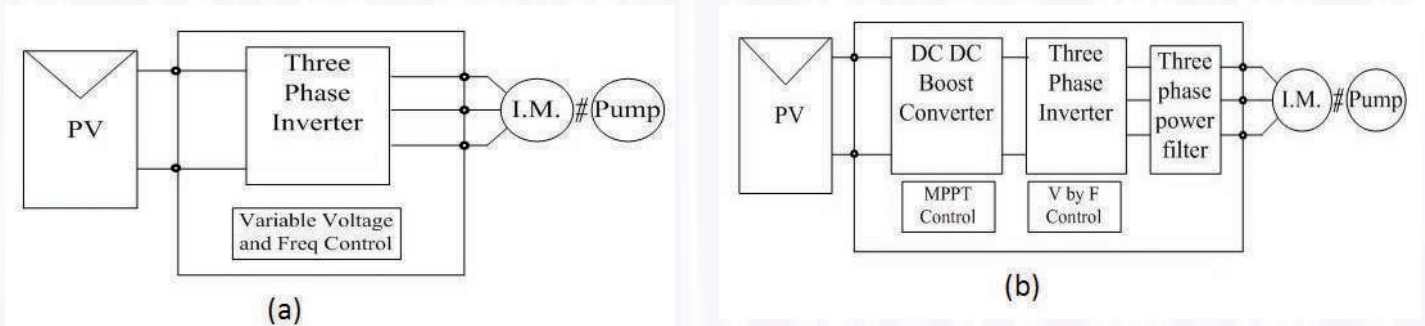 PV
Three
Phase
Inverter
I.M.
#
Pump
Variable Voltage
and Freq Control
(a)
PV
DC DC
Boost
Converter
Three
Phase
Inverter
Three
phase
power
filter
I.M.
#
Pump
MPPT
Control
V by F
Control
(b)